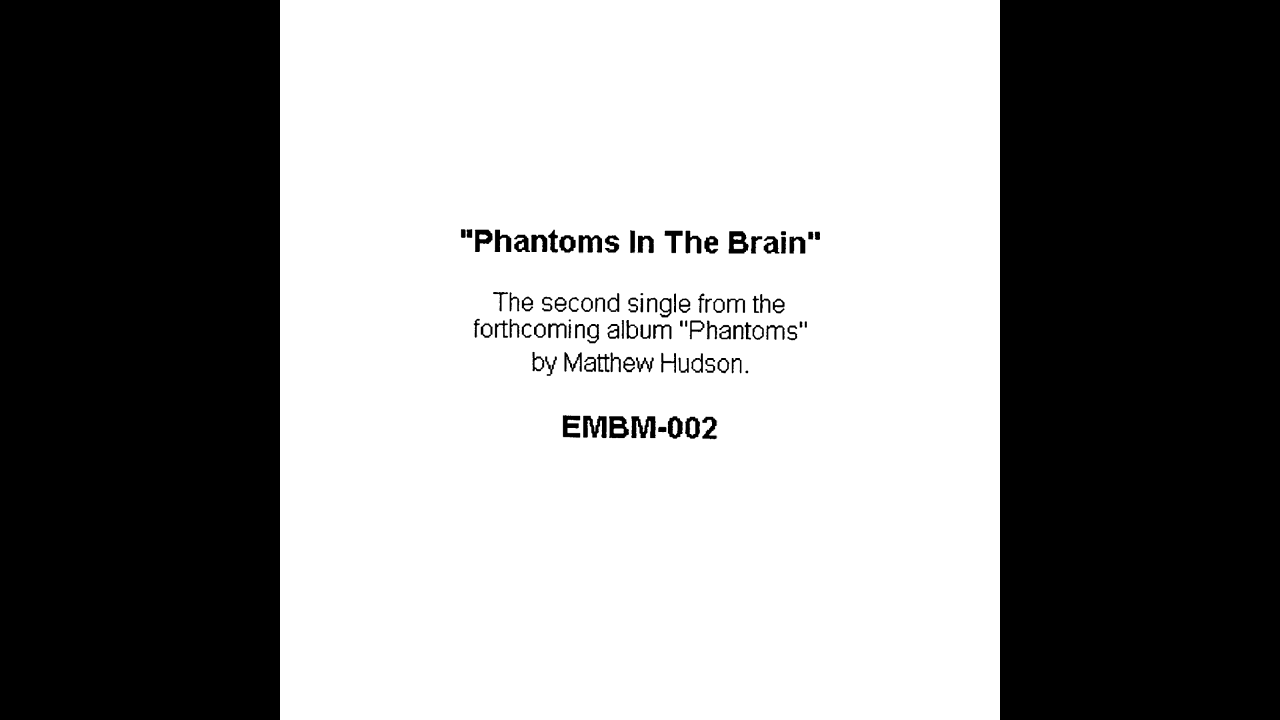 "Phantoms In The Brain"
The second single from the
forthcoming album "Phantoms"
by Matthew Hudson.
EMBM-002